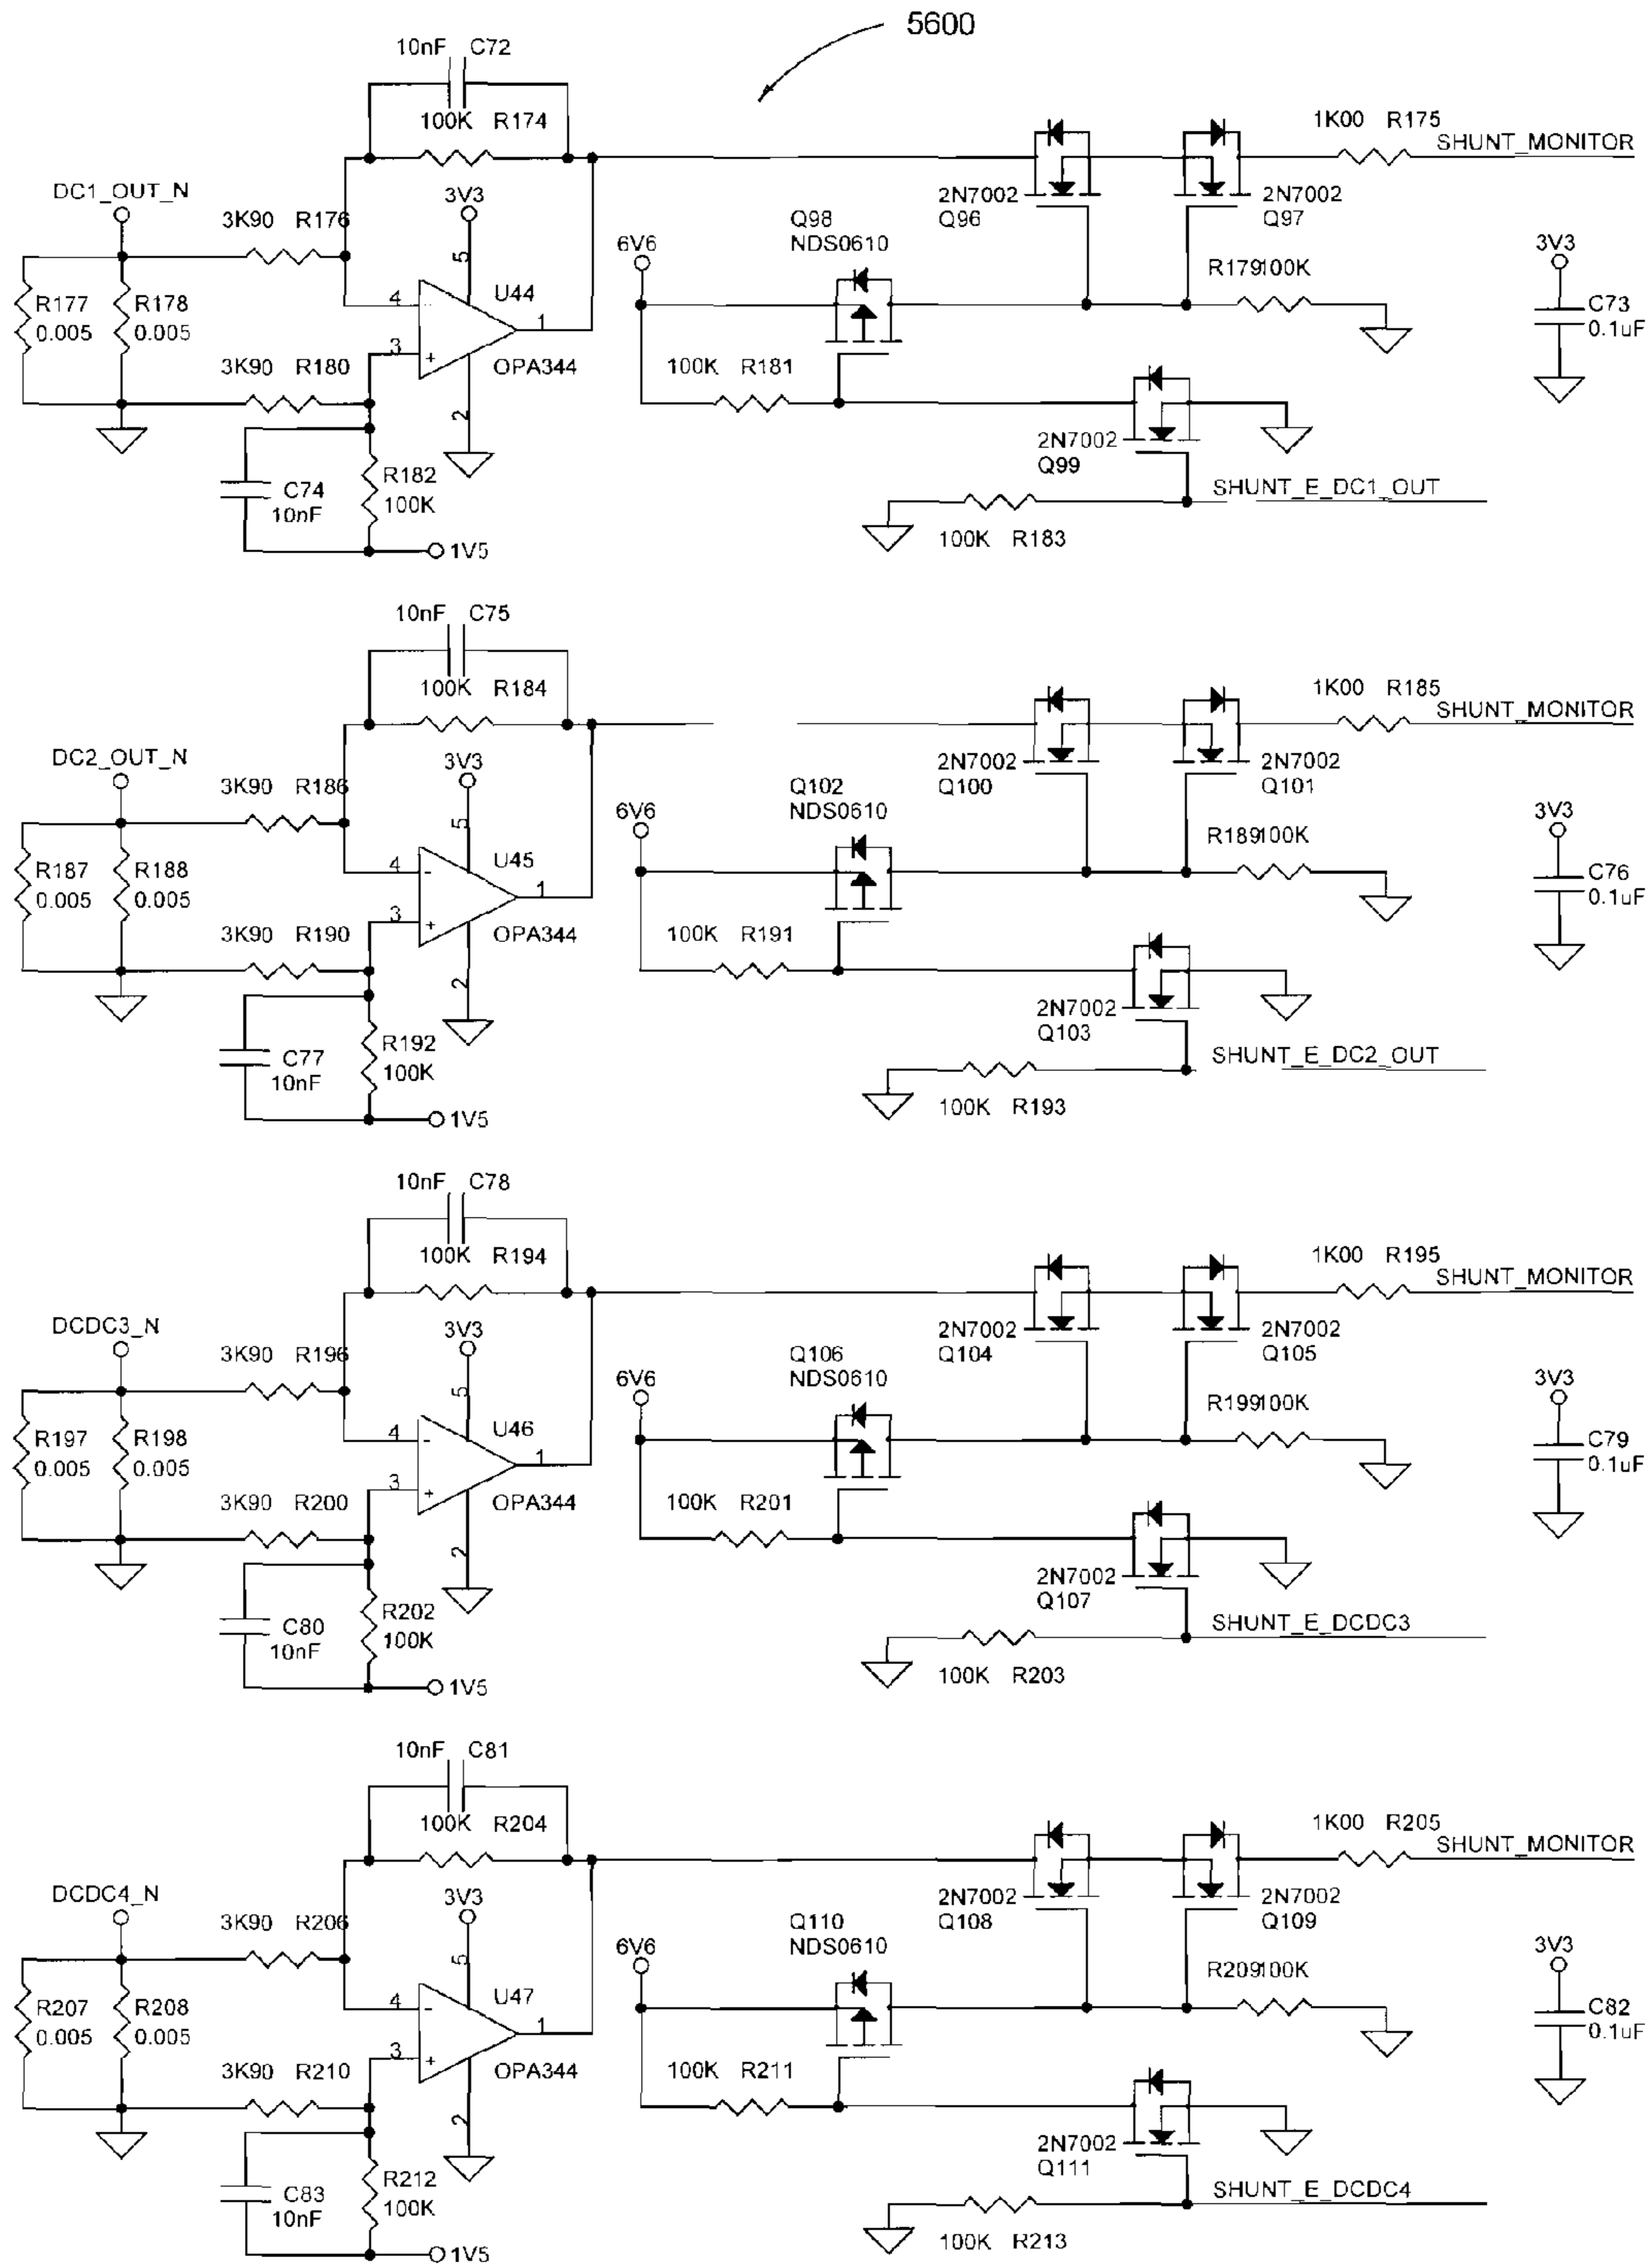 5600
10nF C72
100K R174
1K00 R175
SHUNT_MONITOR
DC1_OUT_N
3V3
3K90 R176
2N7002
Q96
2N7002
Q97
Q98
NDS0610
6V6
3V3
5
R179100K
R177
0.005
R178
0.005
4
-
U44
1
C73
0.1uF
3
+
OPA344
3K90 R180
100K R181
2
2N7002
Q99
R182
100K
C74
10nF
SHUNT_E_DC1_OUT
100K R183
1V5
10nF C75
100K R184
1K00 R185
SHUNT_MONITOR
DC2_OUT_N
3V3
3K90 R186
2N7002
Q100
2N7002
Q101
Q102
NDS0610
6V6
3V3
5
R189100K
R187
0.005
R188
0.005
4
-
U45
1
C76
0.1uF
3
+
OPA344
3K90 R190
100K R191
2
2N7002
Q103
R192
100K
C77
10nF
SHUNT_E_DC2_OUT
100K R193
1V5
10nF C78
100K R194
1K00 R195
SHUNT_MONITOR
DCDC3_N
3V3
3K90 R196
2N7002
Q104
2N7002
Q105
Q106
NDS0610
6V6
3V3
5
R199100K
R197
0.005
R198
0.005
4
-
U46
1
C79
0.1uF
3
+
OPA344
3K90 R200
100K R201
2
2N7002
Q107
R202
100K
C80
10nF
SHUNT_E_DCDC3
100K R203
1V5
10nF C81
100K R204
1K00 R205
SHUNT_MONITOR
DCDC4_N
3V3
3K90 R206
2N7002
Q108
2N7002
Q109
Q110
NDS0610
6V6
3V3
5
R209100K
R207
0.005
R208
0.005
4
-
U47
1
C82
0.1uF
3
+
OPA344
3K90 R210
100K R211
2
2N7002
Q111
R212
100K
C83
10nF
SHUNT_E_DCDC4
100K R213
1V5